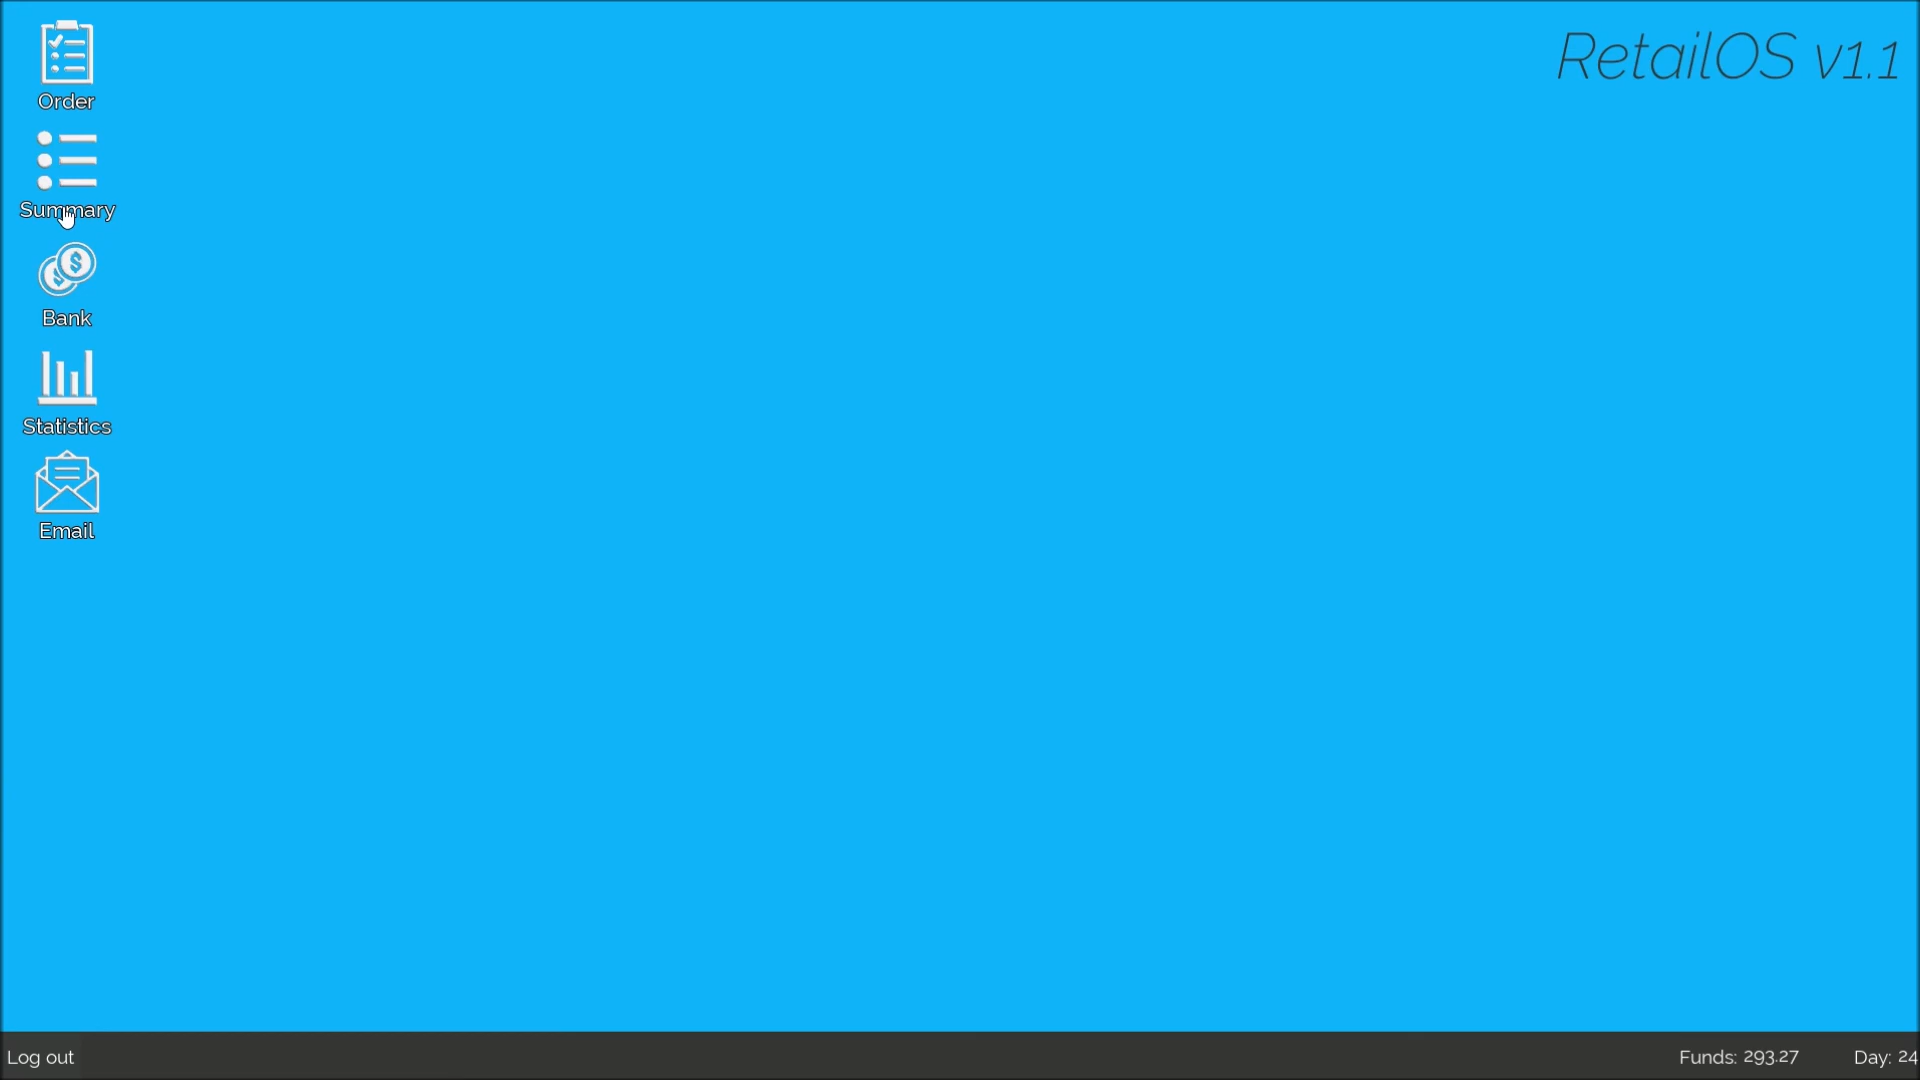 RetailOS v1.1
Order
Summary
Bank
Statistics
Email
Log out
Funds: 293.27
Day: 24